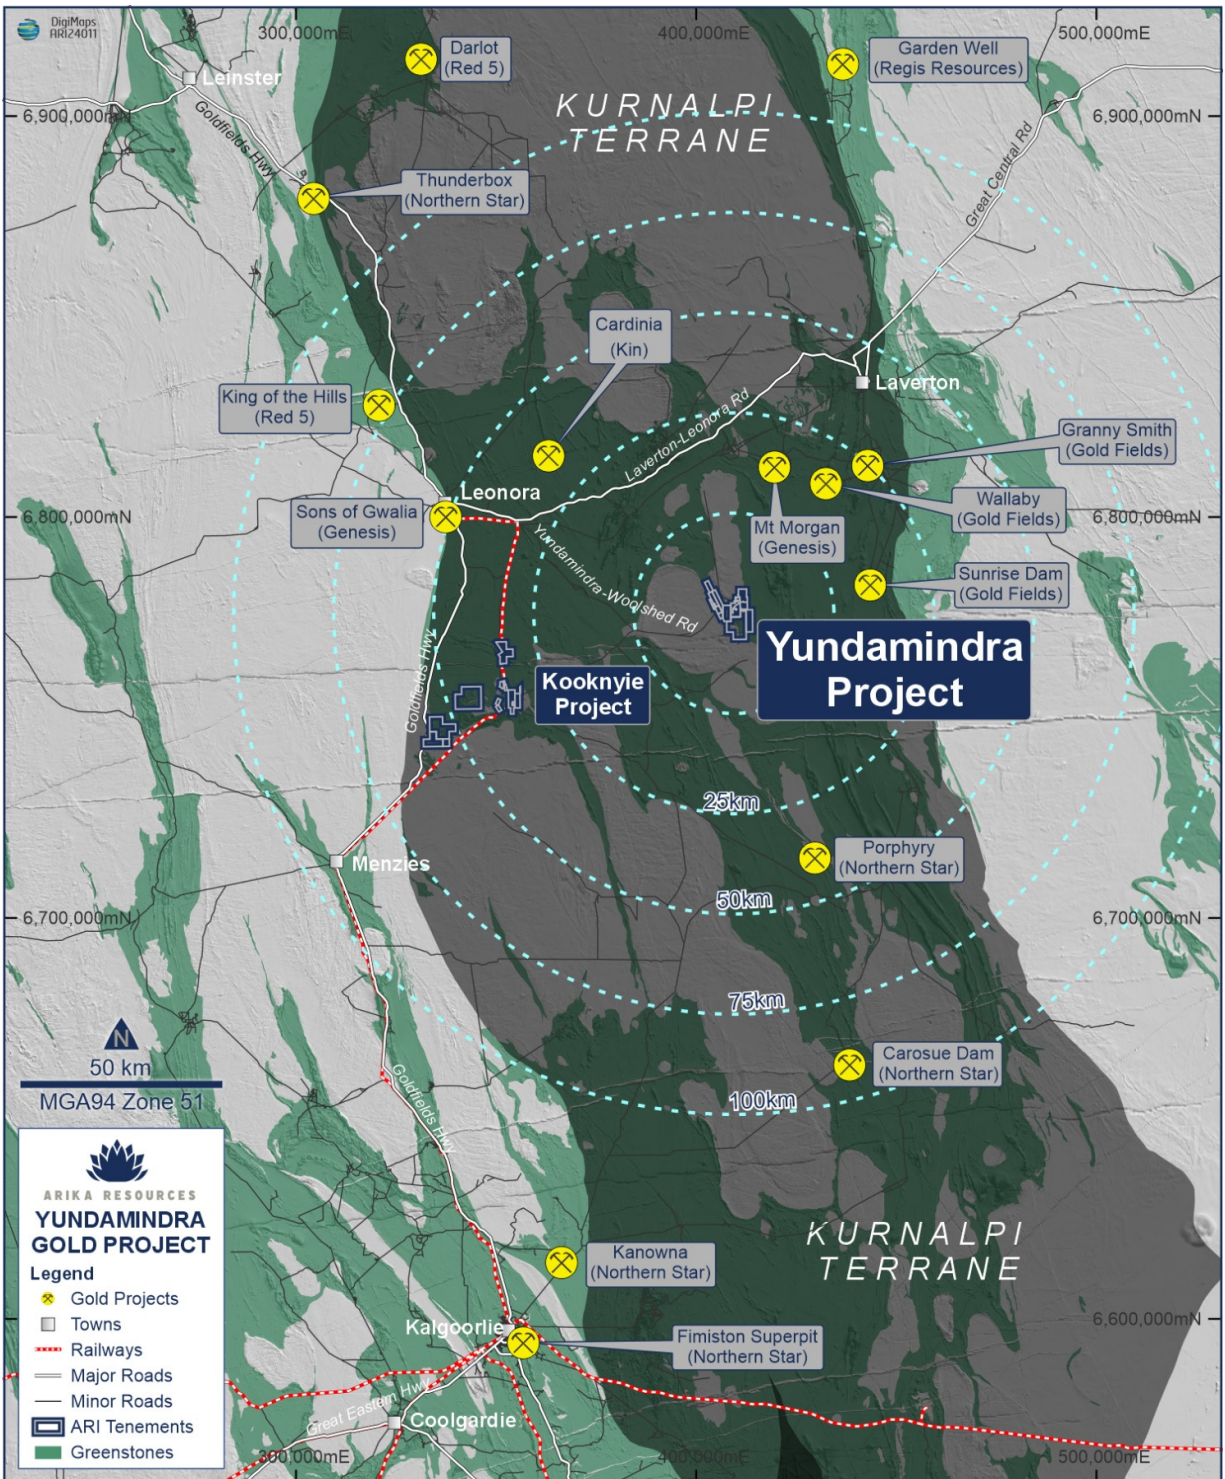 DigiMaps
ARI24011
300,000mE
400,000mE
500,000mE
Darlot
(Red 5)
Garden Well
(Regis Resources)
Leinster
KURNALPI
TERRANE
6,900,000mN
6,900,000mN
Goldfields Hwy
Great Central Rd
Thunderbox
(Northern Star)
Cardinia
(Kin)
Laverton
King of the Hills
(Red 5)
Laverton-Leonora Rd
Granny Smith
(Gold Fields)
Leonora
Wallaby
(Gold Fields)
Sons of Gwalia
(Genesis)
6,800,000mN
6,800,000mN
Mt Morgan
(Genesis)
Yundamindra-Woolshed Rd
Sunrise Dam
(Gold Fields)
Goldfields Hwy
Yundamindra
Project
Kooknyie
Project
25km
Menzies
Porphyry
(Northern Star)
50km
6,700,000mN
6,700,000mN
75km
N
50 km
MGA94 Zone 51
Carosue Dam
(Northern Star)
Goldfields Hwy
100km
ARIKA RESOURCES
YUNDAMINDRA
GOLD PROJECT
Legend
Gold Projects
Towns
Railways
Major Roads
Minor Roads
ARI Tenements
Greenstones
KURNALPI
TERRANE
Kanowna
(Northern Star)
Kalgoorlie
6,600,000mN
Fimiston Superpit
(Northern Star)
Great Eastern Hwy
Coolgardie
300,000mE
400,000mE
500,000mE